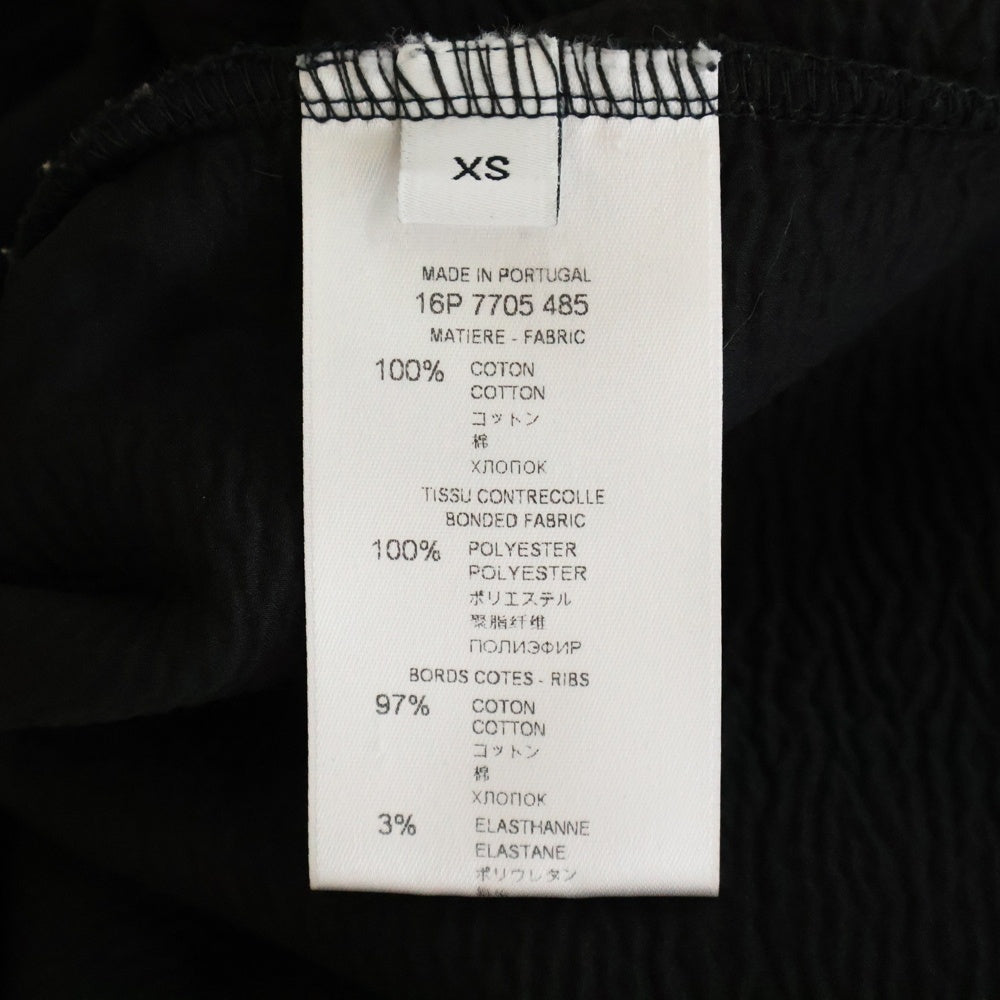 XS
MADE IN PORTUGAL
16P 7705 485
MATIERE - FABRIC
100% COTON
COTTON
コットン
棉
ХЛОПОК
TISSU CONTRECOLLE
BONDED FABRIC
100% POLYESTER
POLYESTER
ポリエステル
聚脂纤维
ПОЛИЭФИР
BORDS COTES - RIBS
97% COTON
COTTON
コットン
棉
ХЛОПОК
3% ELASTHANNE
ELASTANE
ポリウレタン